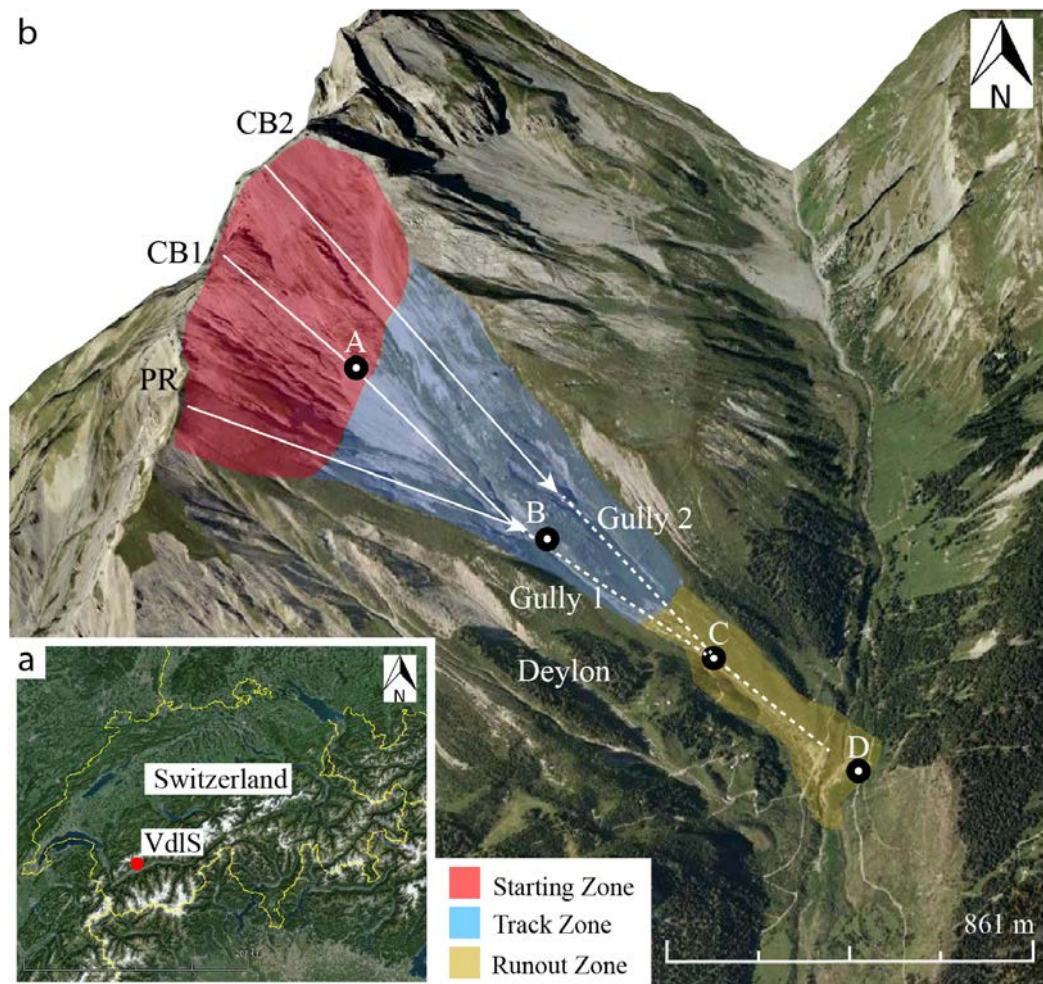 b
N
CB2
CB1
A
PR
B
Gully 2
Gully 1
C
Deylon
D
a
N
Switzerland
VdlS
Starting Zone
Track Zone
Runout Zone
861 m